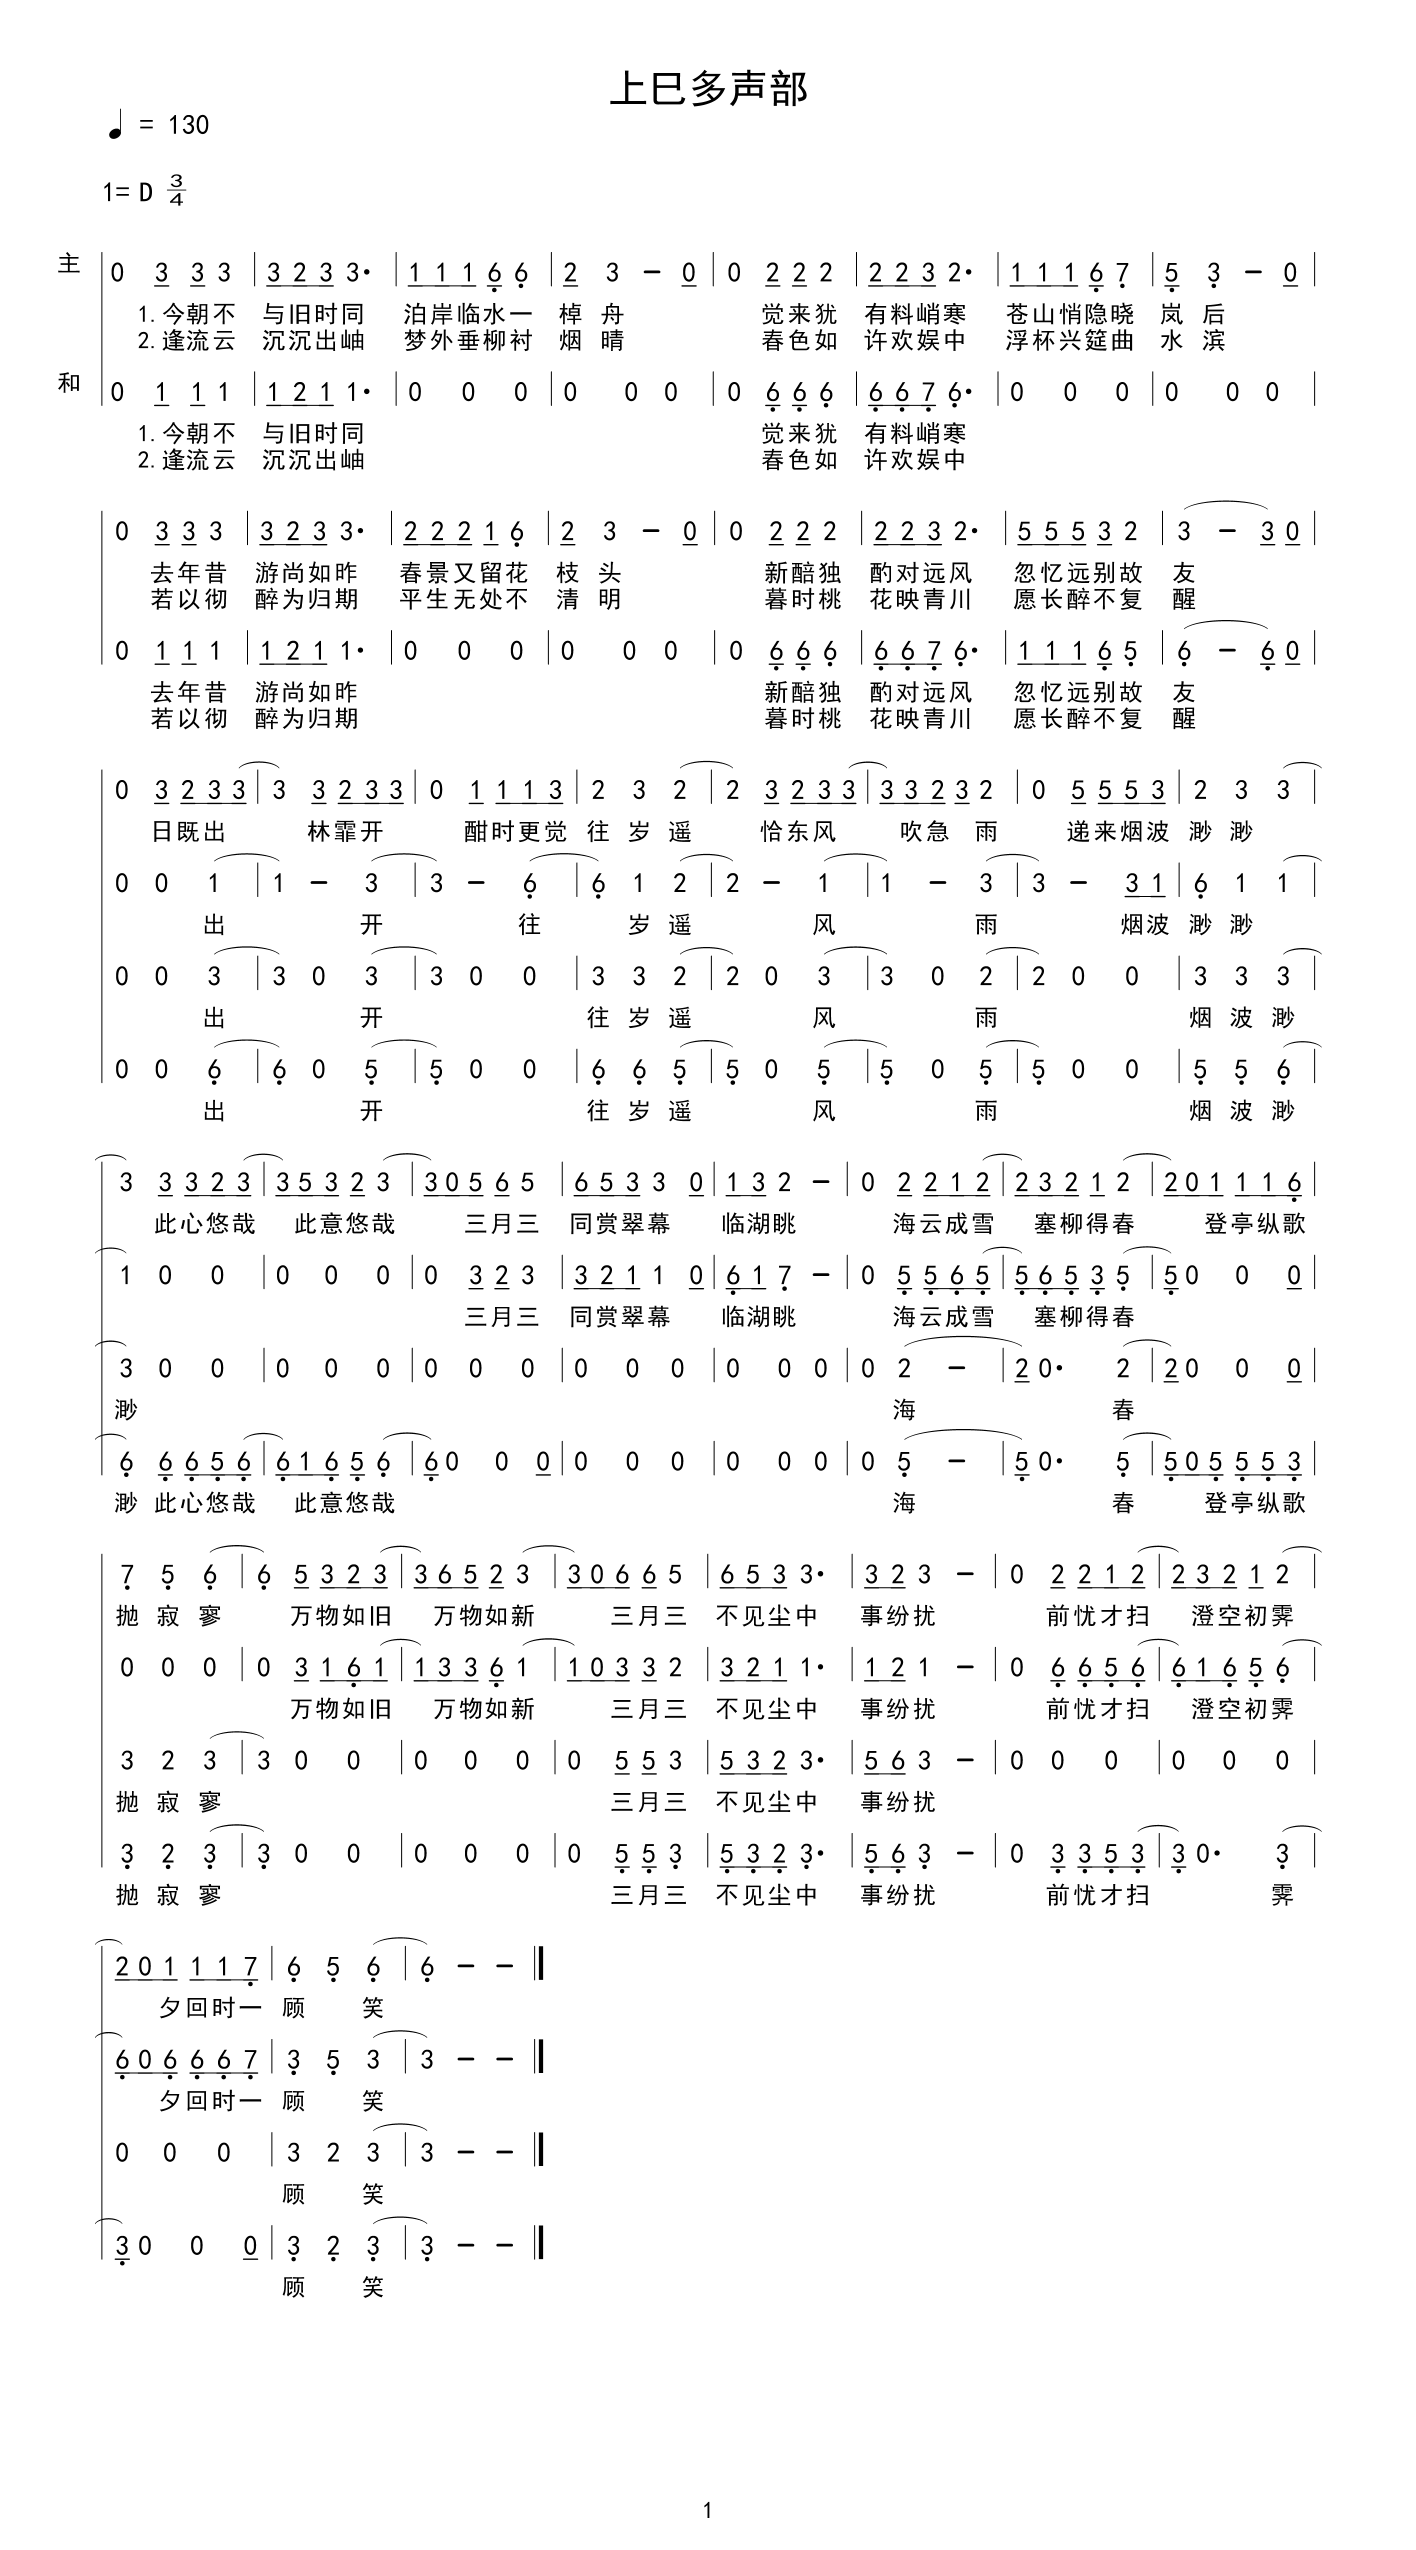 上巳多声部
♩ = 130
1= D 3/4
主 0 3 3 3 | 3 2 3 3· | 1 1 1 6 6 | 2 3 – 0 | 0 2 2 2 | 2 2 3 2· | 1 1 1 6 7 | 5 3 – 0 |
1.今朝不 与旧时同 泊岸临水一 棹 舟 觉来犹 有料峭寒 苍山悄隐晓 岚 后
2.逢流云 沉沉出岫 梦外垂柳衬 烟 晴 春色如 许欢娱中 浮杯兴筵曲 水 滨
和 0 1 1 1 | 1 2 1 1· | 0 0 0 | 0 0 0 | 0 6 6 6 | 6 6 7 6· | 0 0 0 | 0 0 0 |
1.今朝不 与旧时同 觉来犹 有料峭寒
2.逢流云 沉沉出岫 春色如 许欢娱中
0 3 3 3 | 3 2 3 3· | 2 2 2 1 6 | 2 3 – 0 | 0 2 2 2 | 2 2 3 2· | 5 5 5 3 2 | 3 – 3 0 |
去年昔 游尚如昨 春景又留花 枝 头 新醅独 酌对远风 忽忆远别故 友
若以彻 醉为归期 平生无处不 清 明 暮时桃 花映青川 愿长醉不复 醒
0 1 1 1 | 1 2 1 1· | 0 0 0 | 0 0 0 | 0 6 6 6 | 6 6 7 6· | 1 1 1 6 5 | 6 – 6 0 |
去年昔 游尚如昨 新醅独 酌对远风 忽忆远别故 友
若以彻 醉为归期 暮时桃 花映青川 愿长醉不复 醒
0 3 2 3 3 | 3 3 2 3 3 | 0 1 1 1 3 | 2 3 2 | 2 3 2 3 3 | 3 3 2 3 2 | 0 5 5 5 3 | 2 3 3 |
日既出 林霏开 酣时更觉 往 岁 遥 恰东风 吹急 雨 递来烟波 渺 渺
0 0 1 | 1 – 3 | 3 – 6 | 6 1 2 | 2 – 1 | 1 – 3 | 3 – 3 1 | 6 1 1 |
出 开 往 岁 遥 风 雨 烟波 渺 渺
0 0 3 | 3 0 3 | 3 0 0 | 3 3 2 | 2 0 3 | 3 0 2 | 2 0 0 | 3 3 3 |
出 开 往 岁 遥 风 雨 烟 波 渺
0 0 6 | 6 0 5 | 5 0 0 | 6 6 5 | 5 0 5 | 5 0 5 | 5 0 0 | 5 5 6 |
出 开 往 岁 遥 风 雨 烟 波 渺
3 3 3 2 3 | 3 5 3 2 3 | 3 0 5 6 5 | 6 5 3 3 0 | 1 3 2 – | 0 2 2 1 2 | 2 3 2 1 2 | 2 0 1 1 1 6 |
此心悠哉 此意悠哉 三月三 同赏翠幕 临湖眺 海云成雪 塞柳得春 登亭纵歌
1 0 0 | 0 0 0 | 0 3 2 3 | 3 2 1 1 0 | 6 1 7 – | 0 5 5 6 5 | 5 6 5 3 5 | 5 0 0 0 |
三月三 同赏翠幕 临湖眺 海云成雪 塞柳得春
3 0 0 | 0 0 0 | 0 0 0 | 0 0 0 | 0 0 0 | 0 2 – | 2 0· 2 | 2 0 0 0 |
渺 海 春
6 6 6 5 6 | 6 1 6 5 6 | 6 0 0 0 | 0 0 0 | 0 0 0 | 0 5 – | 5 0· 5 | 5 0 5 5 5 3 |
渺 此心悠哉 此意悠哉 海 春 登亭纵歌
7 5 6 | 6 5 3 2 3 | 3 6 5 2 3 | 3 0 6 6 5 | 6 5 3 3· | 3 2 3 – | 0 2 2 1 2 | 2 3 2 1 2 |
抛 寂 寥 万物如旧 万物如新 三月三 不见尘中 事纷扰 前忧才扫 澄空初霁
0 0 0 | 0 3 1 6 1 | 1 3 3 6 1 | 1 0 3 3 2 | 3 2 1 1· | 1 2 1 – | 0 6 6 5 6 | 6 1 6 5 6 |
万物如旧 万物如新 三月三 不见尘中 事纷扰 前忧才扫 澄空初霁
3 2 3 | 3 0 0 | 0 0 0 | 0 5 5 3 | 5 3 2 3· | 5 6 3 – | 0 0 0 | 0 0 0 |
抛 寂 寥 三月三 不见尘中 事纷扰
3 2 3 | 3 0 0 | 0 0 0 | 0 5 5 3 | 5 3 2 3· | 5 6 3 – | 0 3 3 5 3 | 3 0· 3 |
抛 寂 寥 三月三 不见尘中 事纷扰 前忧才扫 霁
2 0 1 1 1 7 | 6 5 6 | 6 – – ‖
夕回时一 顾 笑
6 0 6 6 6 7 | 3 5 3 | 3 – – ‖
夕回时一 顾 笑
0 0 0 | 3 2 3 | 3 – – ‖
顾 笑
3 0 0 0 | 3 2 3 | 3 – – ‖
顾 笑
1